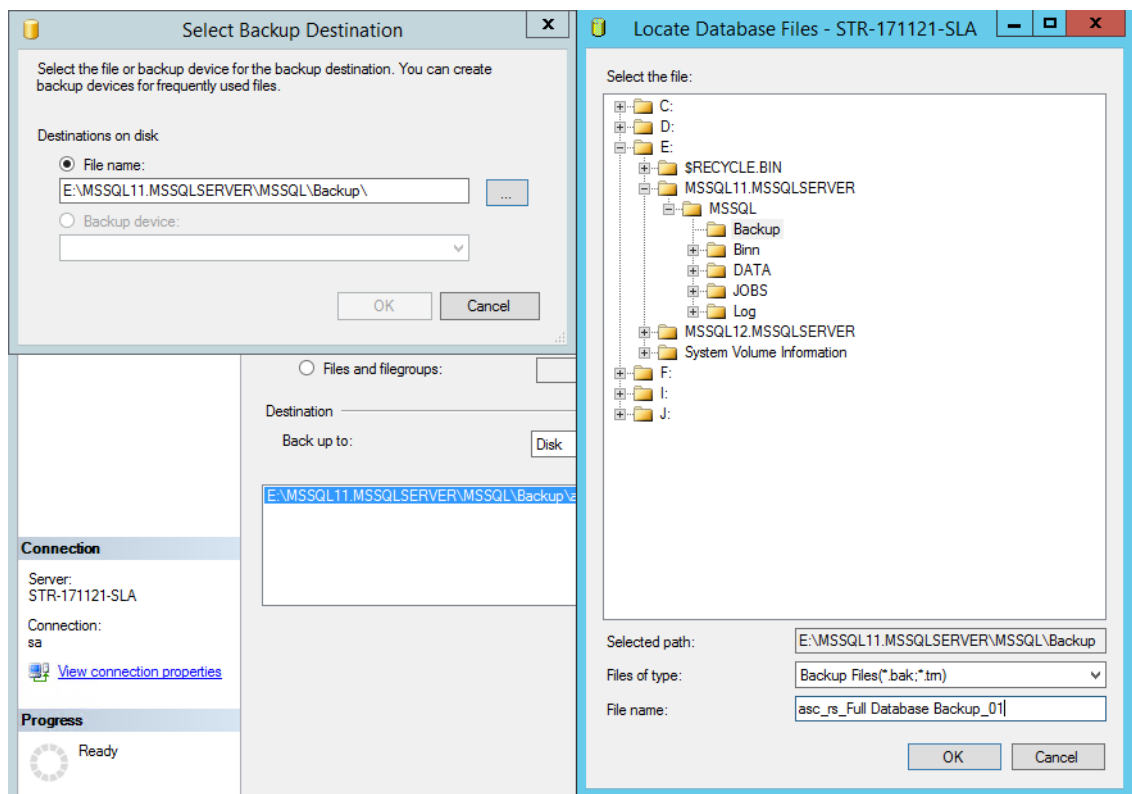 Select Backup Destination
x
Select the file or backup device for the backup destination. You can create
backup devices for frequently used files.
Destinations on disk
File name:
E:\MSSQL11.MSSQLSERVER\MSSQL\Backup\
...
Backup device:
OK
Cancel
Files and filegroups:
Destination
Back up to:
Disk
E:\MSSQL11.MSSQLSERVER\MSSQL\Backup\a
Connection
Server:
STR-171121-SLA
Connection:
sa
View connection properties
Progress
Ready
Locate Database Files - STR-171121-SLA
x
Select the file:
C:
D:
E:
$RECYCLE.BIN
MSSQL11.MSSQLSERVER
MSSQL
Backup
Binn
DATA
JOBS
Log
MSSQL12.MSSQLSERVER
System Volume Information
F:
I:
J:
Selected path:
E:\MSSQL11.MSSQLSERVER\MSSQL\Backup
Files of type:
Backup Files(*.bak;*.trn)
File name:
asc_rs_Full Database Backup_01
OK
Cancel